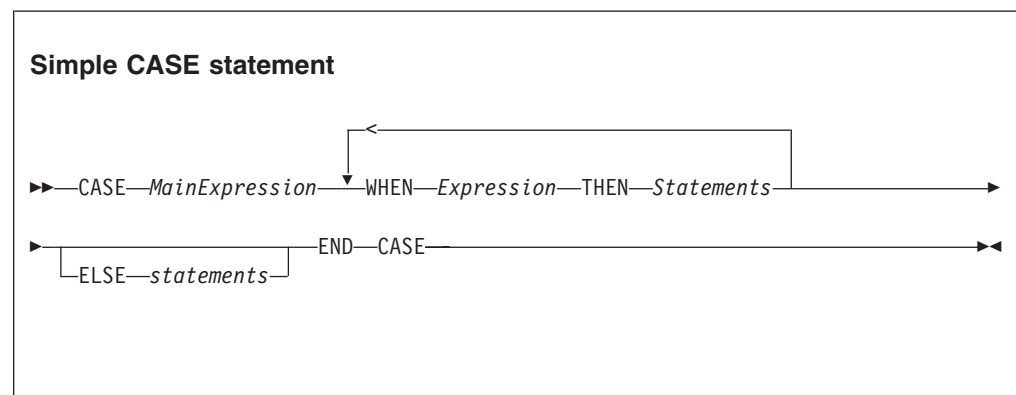 Simple CASE statement
<
CASE MainExpression WHEN Expression THEN Statements
END CASE
ELSE statements